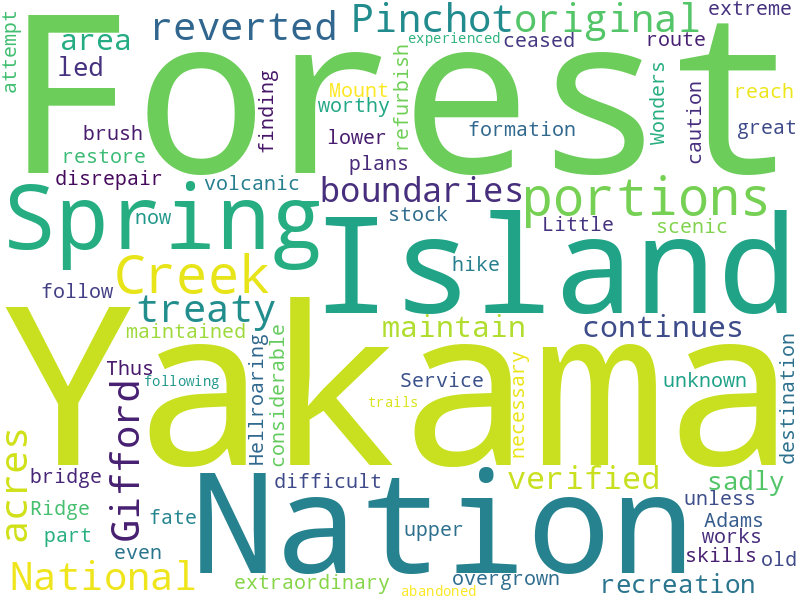 attempt
reverted
Pinchot
original
extreme
area
experienced
ceased
route
led
Forest
finding
Mount
worthy
refurbish
Wonders
caution
reach
brush
lower
formation
great
restore
plans
disrepair
volcanic
boundaries
portions
Spring
now
stock
Island
Little
scenic
Creek
hike
follow
treaty
maintained
maintain
continues
Yakama
Thus
following
Hellroaring
considerable
Service
necessary
unknown
destination
trails
acres
Giffford
bridge
difficult
verified
sadly
Ridge
fate
Nation
upper
unless
Adams
part
works
even
skills
old
National
extraordinary
overgrown
abandoned
recreation